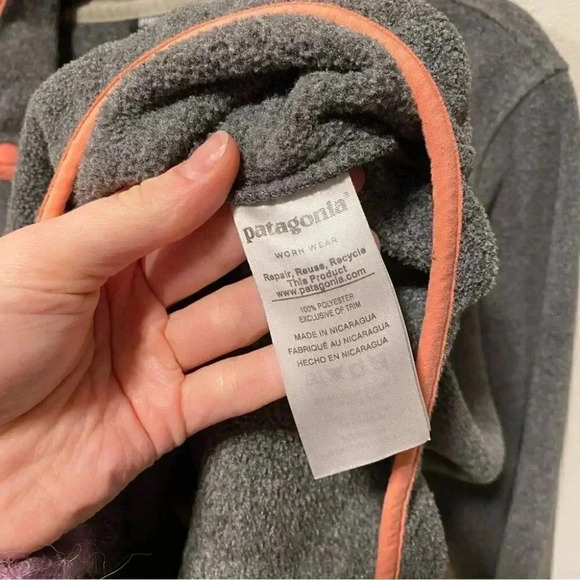 patagonia®
WORN WEAR
Repair, Reuse, Recycle
This Product
www.patagonia.com
100% POLYESTER
EXCLUSIVE OF TRIM
MADE IN NICARAGUA
FABRIQUÉ AU NICARAGUA
HECHO EN NICARAGUA